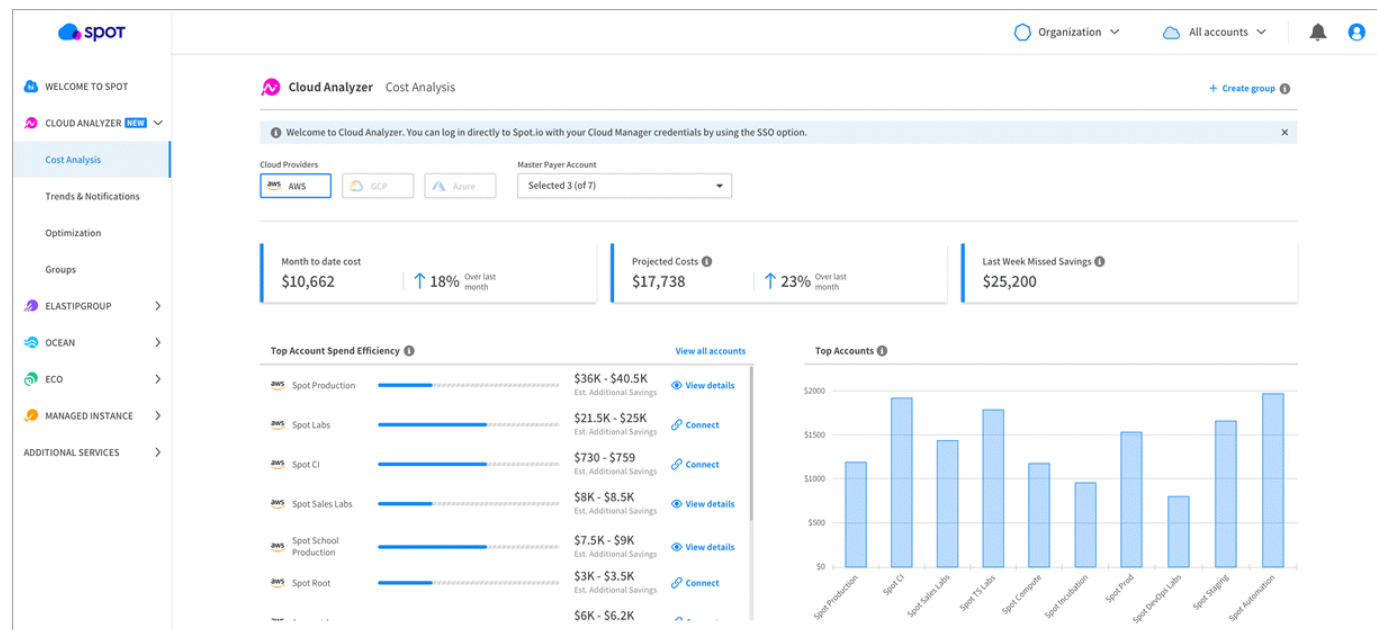 spot
Organization
All accounts
hi WELCOME TO SPOT
CLOUD ANALYZER NEW
Cost Analysis
Trends & Notifications
Optimization
Groups
ELASTIPGROUP
OCEAN
ECO
MANAGED INSTANCE
ADDITIONAL SERVICES
Cloud Analyzer Cost Analysis
+ Create group i
i Welcome to Cloud Analyzer. You can log in directly to Spot.io with your Cloud Manager credentials by using the SSO option. ×
Cloud Providers
Master Payer Account
aws AWS
GCP
Azure
Selected 3 (of 7)
Month to date cost
$10,662
↑ 18% Over last
month
Projected Costs i
$17,738
↑ 23% Over last
month
Last Week Missed Savings i
$25,200
Top Account Spend Efficiency i
View all accounts
aws Spot Production
$36K - $40.5K
Est. Additional Savings
View details
aws Spot Labs
$21.5K - $25K
Est. Additional Savings
Connect
aws Spot CI
$730 - $759
Est. Additional Savings
Connect
aws Spot Sales Labs
$8K - $8.5K
Est. Additional Savings
View details
aws Spot School
Production
$7.5K - $9K
Est. Additional Savings
View details
aws Spot Root
$3K - $3.5K
Est. Additional Savings
Connect
$6K - $6.2K
Top Accounts i
$2000
$1500
$1000
$500
$0
Spot Production
Spot CI
Spot Sales Labs
Spot TS Labs
Spot Compute
Spot Incubation
Spot Prod
Spot DevOps Labs
Spot Staging
Spot Automation